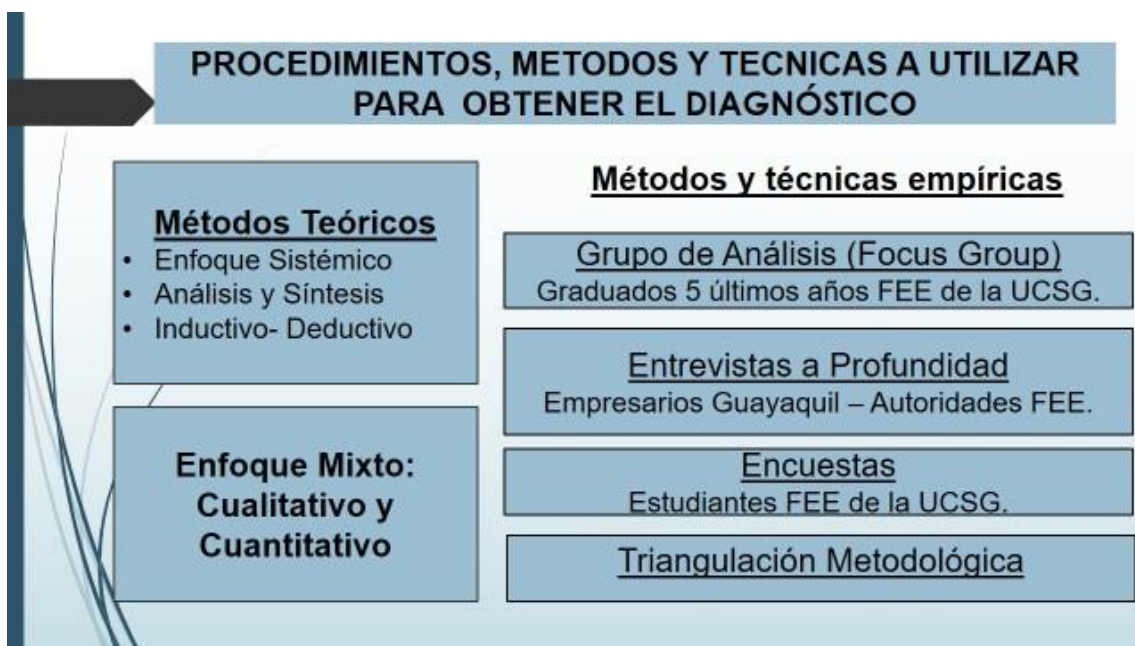 PROCEDIMIENTOS, METODOS Y TECNICAS A UTILIZAR
PARA OBTENER EL DIAGNÓSTICO
Métodos Teóricos
• Enfoque Sistémico
• Análisis y Síntesis
• Inductivo- Deductivo
Enfoque Mixto:
Cualitativo y
Cuantitativo
Métodos y técnicas empíricas
Grupo de Análisis (Focus Group)
Graduados 5 últimos años FEE de la UCSG.
Entrevistas a Profundidad
Empresarios Guayaquil – Autoridades FEE.
Encuestas
Estudiantes FEE de la UCSG.
Triangulación Metodológica